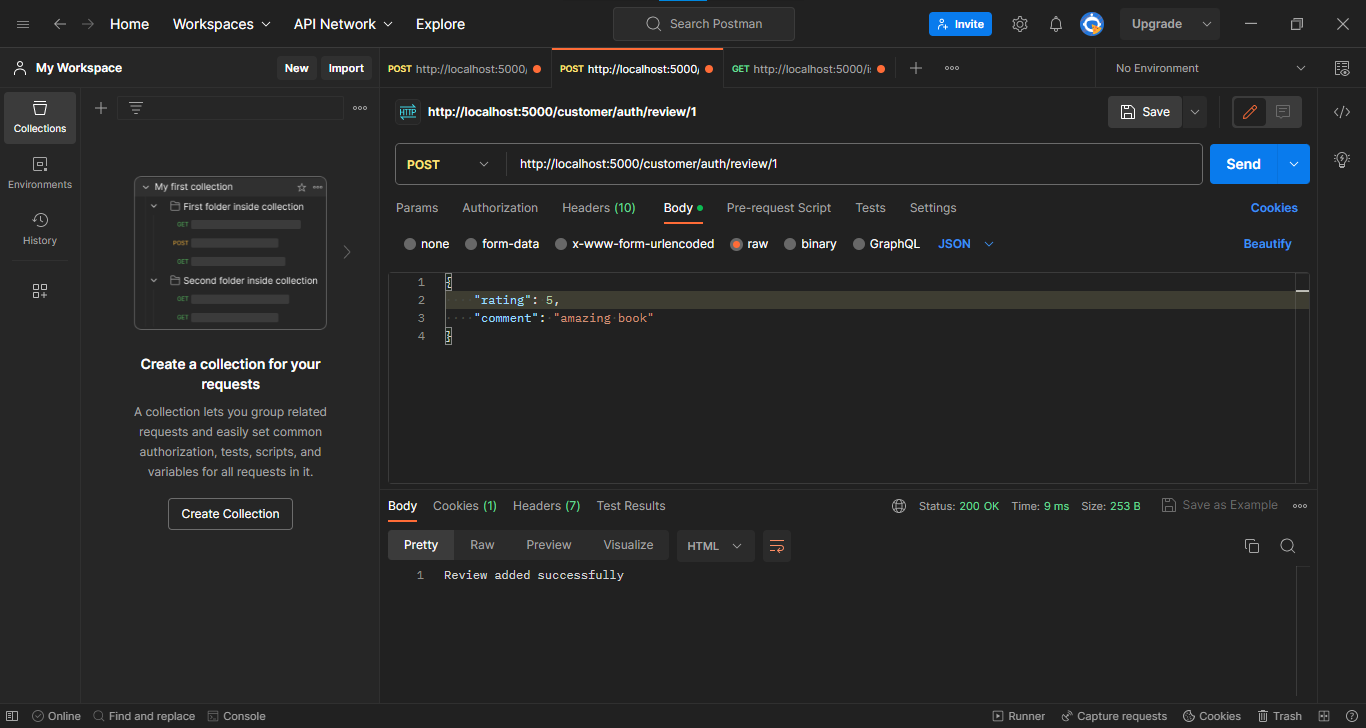 Home Workspaces API Network Explore Search Postman Invite Upgrade
My Workspace New Import POST http://localhost:5000/ POST http://localhost:5000/ GET http://localhost:5000/i No Environment
Collections
Environments
History
My first collection
First folder inside collection
GET
POST
GET
Second folder inside collection
GET
GET
Create a collection for your
requests
A collection lets you group related
requests and easily set common
authorization, tests, scripts, and
variables for all requests in it.
Create Collection
HTTP http://localhost:5000/customer/auth/review/1 Save
POST http://localhost:5000/customer/auth/review/1 Send
Params Authorization Headers (10) Body Pre-request Script Tests Settings Cookies
none form-data x-www-form-urlencoded raw binary GraphQL JSON Beautify
1 {
2 "rating": 5,
3 "comment": "amazing book"
4 }
Body Cookies (1) Headers (7) Test Results Status: 200 OK Time: 9 ms Size: 253 B Save as Example
Pretty Raw Preview Visualize HTML
1 Review added successfully
Online Find and replace Console Runner Capture requests Cookies Trash